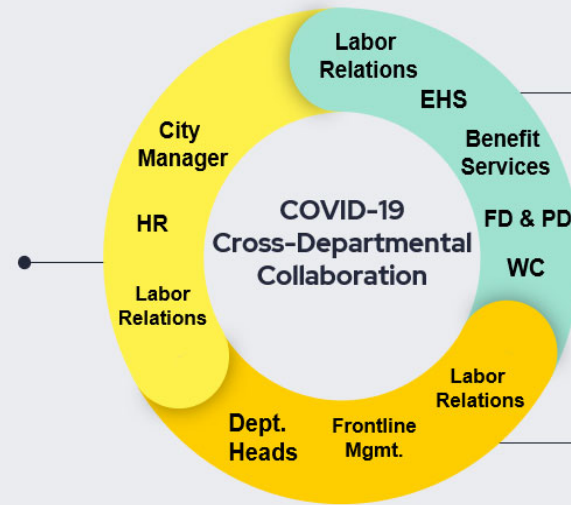 Labor
Relations
EHS
Benefit
Services
FD & PD
WC
Labor
Relations
Frontline
Mgmt.
Dept.
Heads
Labor
Relations
HR
City
Manager
COVID-19
Cross-Departmental
Collaboration